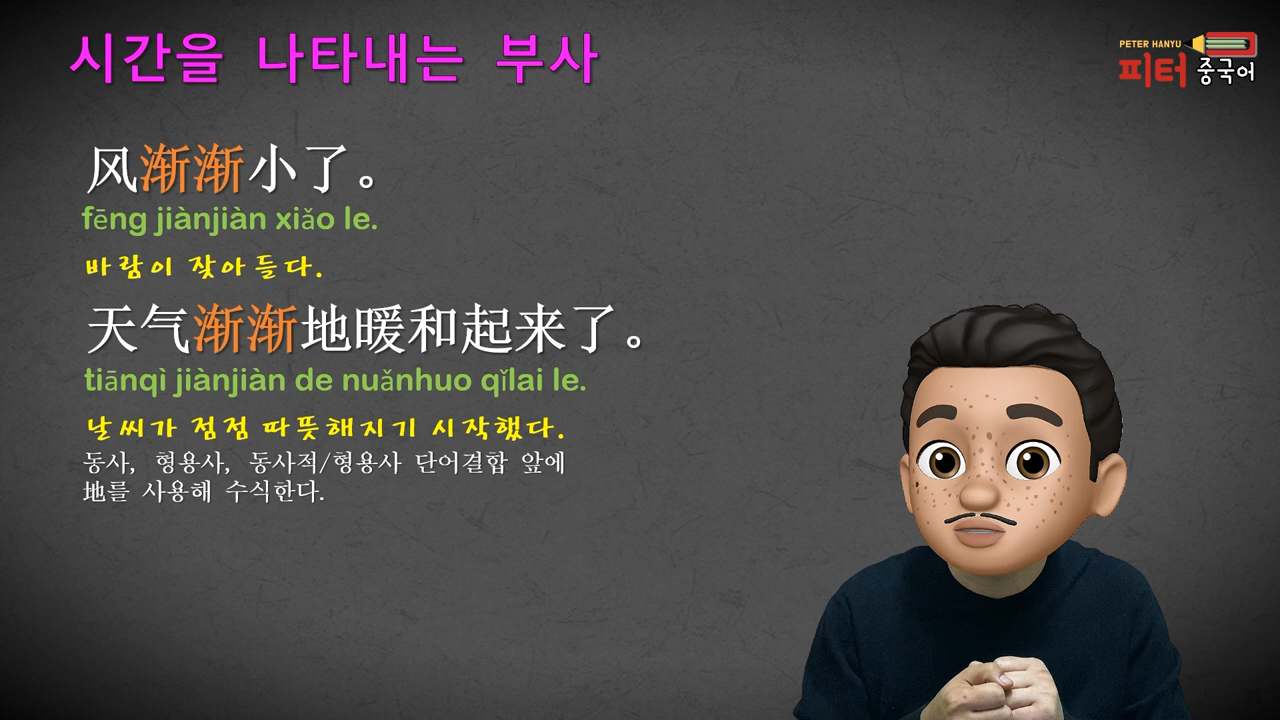 시간을 나타내는 부사
PETER HANYU
피터 중국어
风渐渐小了。
fēng jiànjiàn xiǎo le.
바람이 잦아들다.
天气渐渐地暖和起来了。
tiānqì jiànjiàn de nuǎnhuo qǐlai le.
날씨가 점점 따뜻해지기 시작했다.
동사, 형용사, 동사적/형용사 단어결합 앞에
地를 사용해 수식한다.